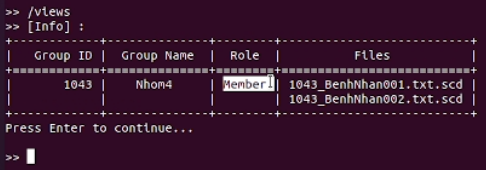 >> /views
>> [Info] :
+----------+------------+--------+---------------------------+
| Group ID | Group Name | Role | Files |
+==========+============+========+===========================+
| 1043 | Nhom4 | Member | 1043_BenhNhan001.txt.scd |
| | | | 1043_BenhNhan002.txt.scd |
+----------+------------+--------+---------------------------+
Press Enter to continue...
>>